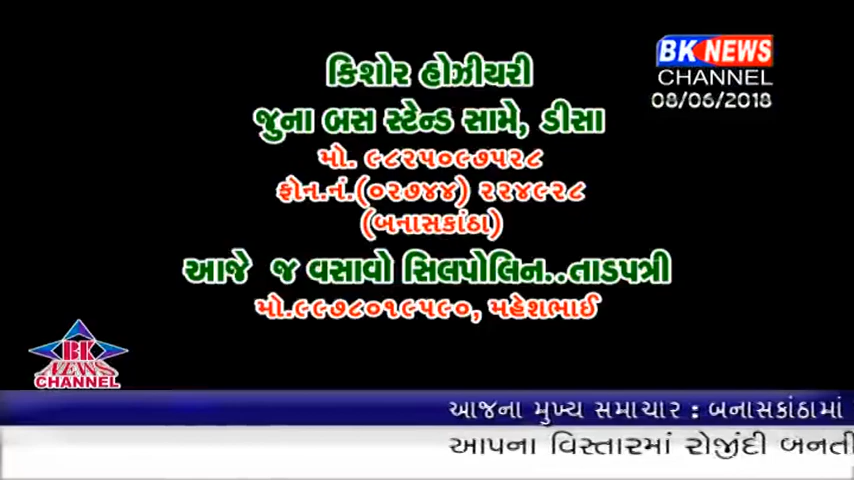 કિશોર હોઝીયરી
જુના બસ સ્ટેન્ડ સામે, ડીસા
મો. ૯૮૨૫૦૯૭૫૨૮
ફોન.નં.(૦૨૭૪૪) ૨૨૪૯૨૮
(બનાસકાંઠા)
આજે જ વસાવો સિલપોલિન..તાડપત્રી
મો.૯૯૭૮૦૧૯૫૯૦, મહેશભાઈ
BK NEWS
CHANNEL
08/06/2018
BK
NEWS
CHANNEL
આજના મુખ્ય સમાચાર : બનાસકાંઠામાં
આપના વિસ્તારમાં રોજીંદી બનતી